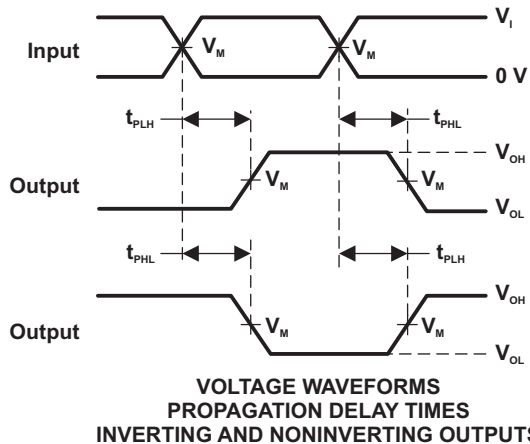 V_I
Input
V_M
V_M
0 V
t_PLH
t_PHL
V_OH
Output
V_M
V_M
V_OL
t_PHL
t_PLH
V_OH
Output
V_M
V_M
V_OL
VOLTAGE WAVEFORMS
PROPAGATION DELAY TIMES
INVERTING AND NONINVERTING OUTPUTS